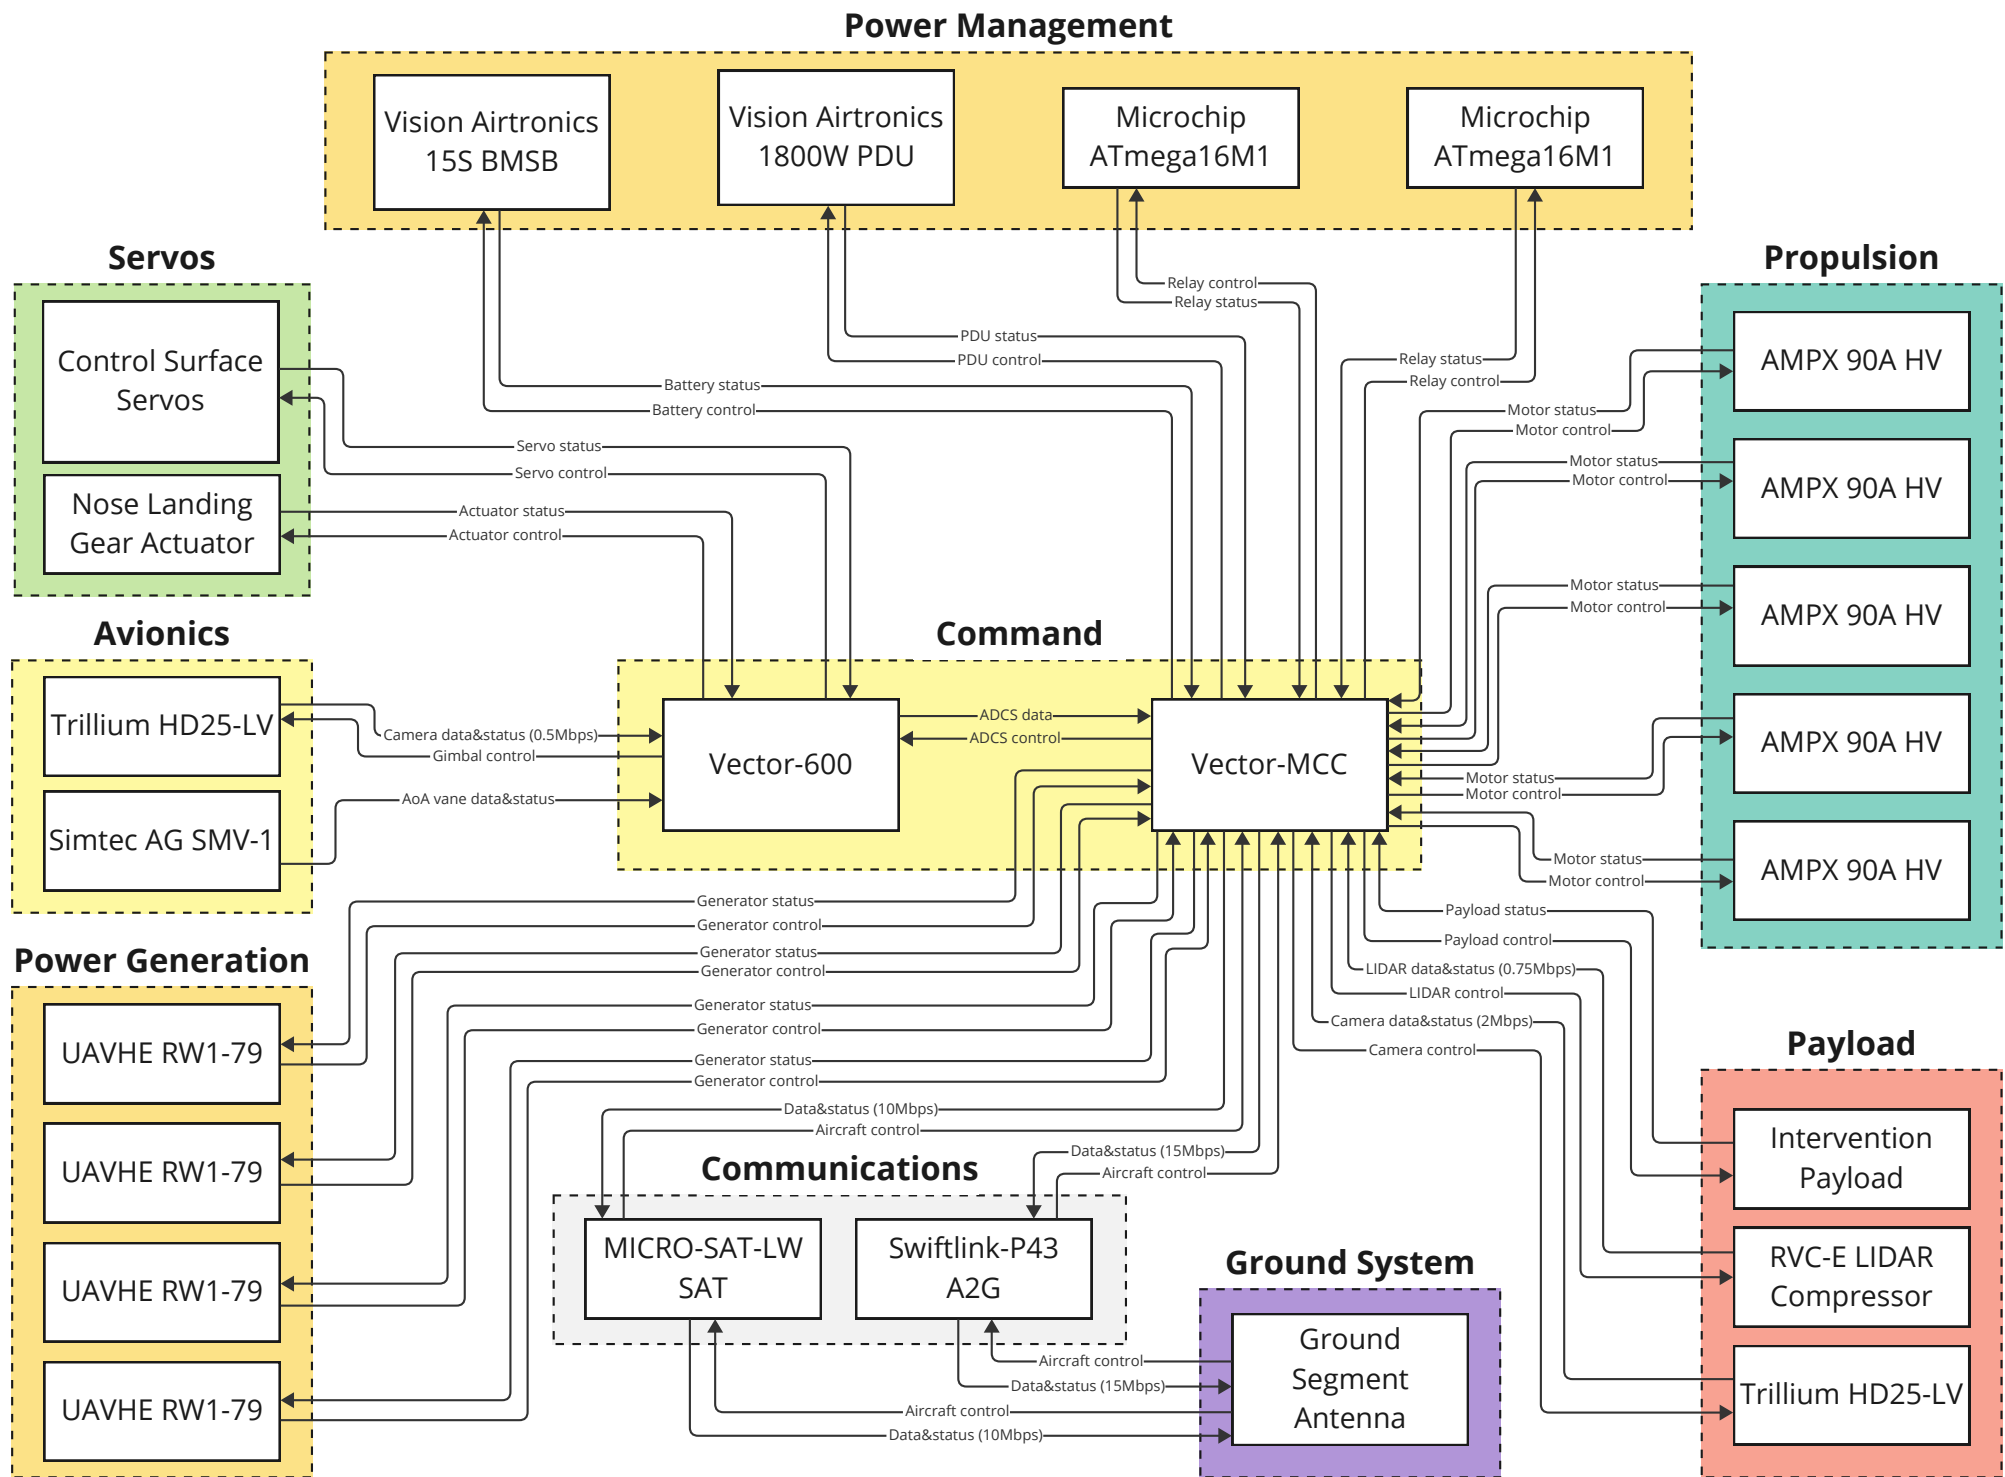 Power Management
Vision Airtronics
15S BMSB
Vision Airtronics
1800W PDU
Microchip
ATmega16M1
Microchip
ATmega16M1
Servos
Control Surface
Servos
Nose Landing
Gear Actuator
Propulsion
AMPX 90A HV
AMPX 90A HV
AMPX 90A HV
AMPX 90A HV
AMPX 90A HV
Relay control
Relay status
PDU status
PDU control
Relay status
Relay control
Battery status
Battery control
Motor status
Motor control
Servo status
Servo control
Motor status
Motor control
Actuator status
Actuator control
Motor status
Motor control
Avionics
Trillium HD25-LV
Simtec AG SMV-1
Camera data&status (0.5Mbps)
Gimbal control
AoA vane data&status
Command
Vector-600
ADCS data
ADCS control
Vector-MCC
Motor status
Motor control
Motor status
Motor control
Generator status
Generator control
Generator status
Generator control
Generator status
Generator control
Generator status
Generator control
Payload status
Payload control
LIDAR data&status (0.75Mbps)
LIDAR control
Camera data&status (2Mbps)
Camera control
Power Generation
UAVHE RW1-79
UAVHE RW1-79
UAVHE RW1-79
UAVHE RW1-79
Data&status (10Mbps)
Aircraft control
Data&status (15Mbps)
Aircraft control
Communications
MICRO-SAT-LW
SAT
Swiftlink-P43
A2G
Ground System
Ground
Segment
Antenna
Aircraft control
Data&status (15Mbps)
Aircraft control
Data&status (10Mbps)
Payload
Intervention
Payload
RVC-E LIDAR
Compressor
Trillium HD25-LV